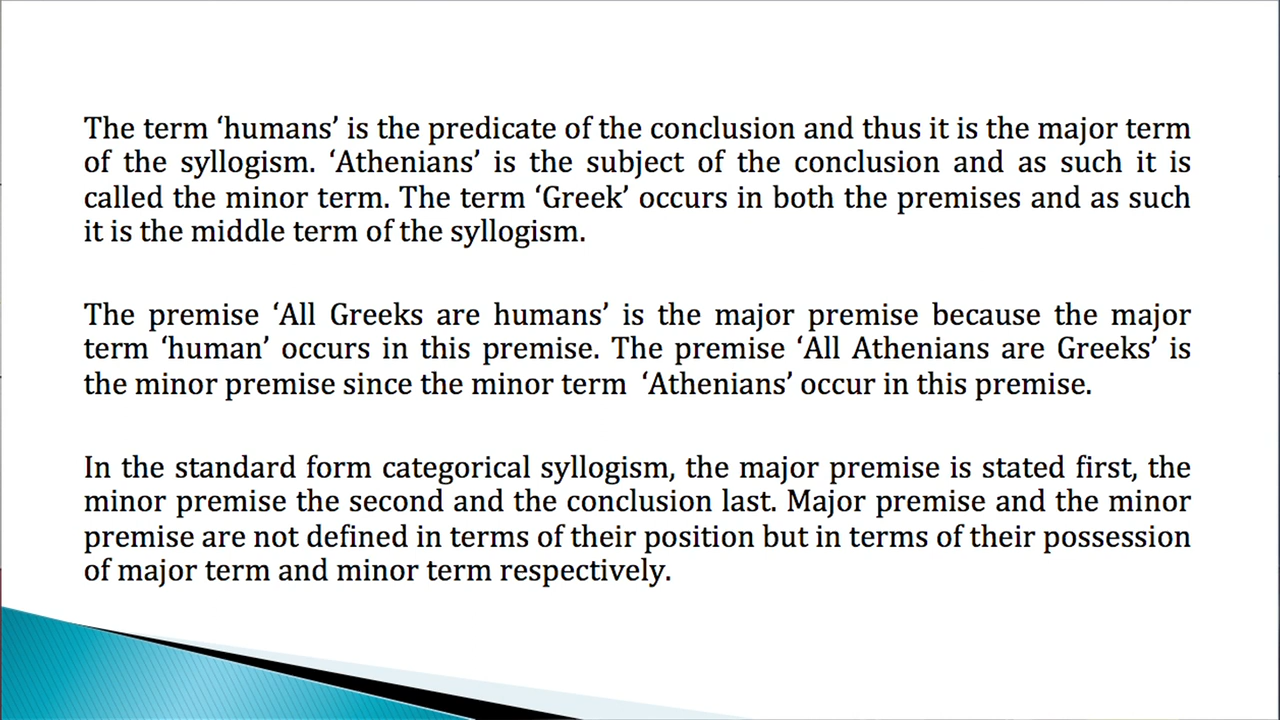 The term ‘humans’ is the predicate of the conclusion and thus it is the major term
of the syllogism. ‘Athenians’ is the subject of the conclusion and as such it is
called the minor term. The term ‘Greek’ occurs in both the premises and as such
it is the middle term of the syllogism.
The premise ‘All Greeks are humans’ is the major premise because the major
term ‘human’ occurs in this premise. The premise ‘All Athenians are Greeks’ is
the minor premise since the minor term ‘Athenians’ occur in this premise.
In the standard form categorical syllogism, the major premise is stated first, the
minor premise the second and the conclusion last. Major premise and the minor
premise are not defined in terms of their position but in terms of their possession
of major term and minor term respectively.